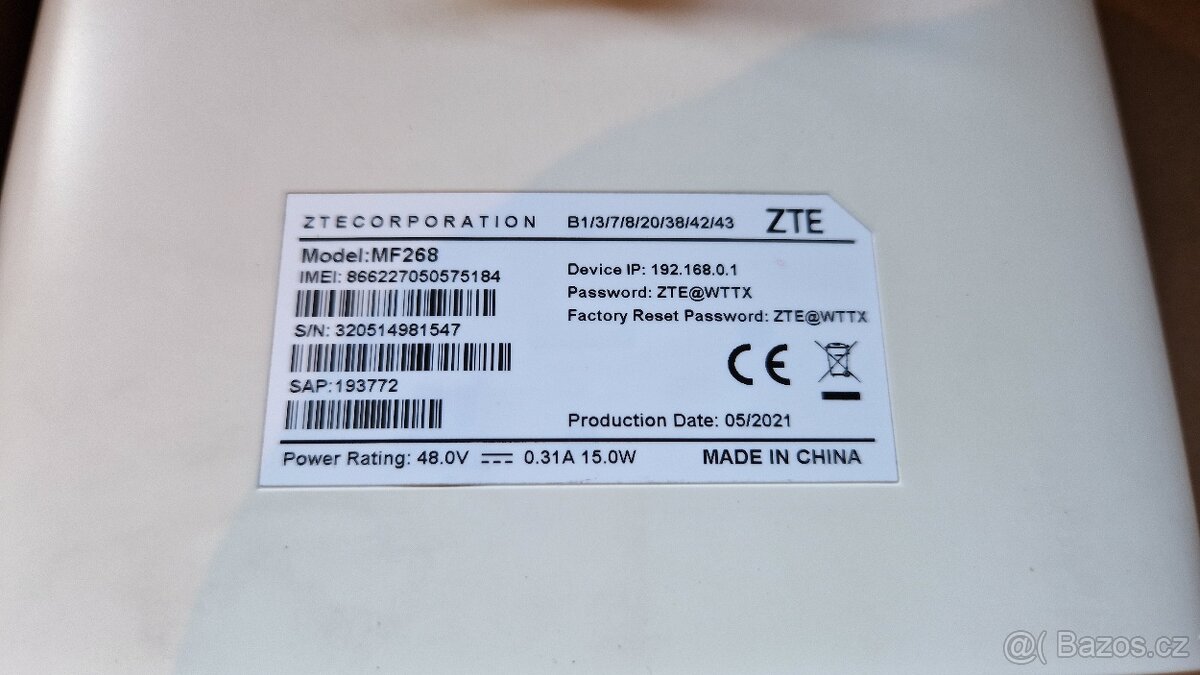 ZTECORPORATION B1/3/7/8/20/38/42/43 ZTE
Model:MF268
IMEI: 866227050575184
S/N: 320514981547
SAP:193772
Device IP: 192.168.0.1
Password: ZTE@WTTX
Factory Reset Password: ZTE@WTTX
CE
Production Date: 05/2021
Power Rating: 48.0V ⎓ 0.31A 15.0W MADE IN CHINA
@( Bazos.cz